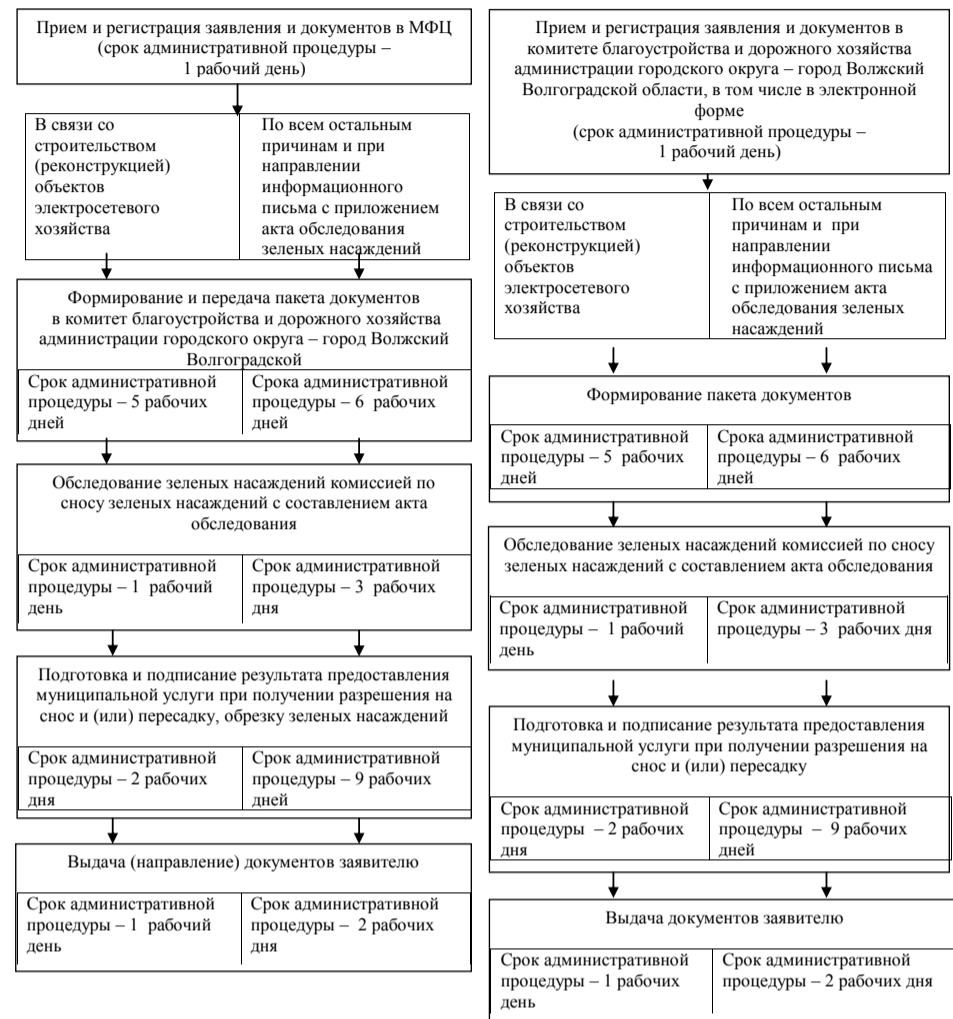 Прием и регистрация заявления и документов в МФЦ
(срок административной процедуры –
1 рабочий день)
В связи со
строительством
(реконструкцией)
объектов
электросетевого
хозяйства
По всем остальным
причинам и при
направлении
информационного
письма с приложением
акта обследования
зеленых насаждений
Формирование и передача пакета документов
в комитет благоустройства и дорожного хозяйства
администрации городского округа – город Волжский
Волгоградской
Срок административной
процедуры – 5 рабочих
дней
Срока административной
процедуры – 6 рабочих
дней
Обследование зеленых насаждений комиссией по
сносу зеленых насаждений с составлением акта
обследования
Срок административной
процедуры – 1 рабочий
день
Срок административной
процедуры – 3 рабочих
дня
Подготовка и подписание результата предоставления
муниципальной услуги при получении разрешения на
снос и (или) пересадку, обрезку зеленых насаждений
Срок административной
процедуры – 2 рабочих
дня
Срок административной
процедуры – 9 рабочих
дней
Выдача (направление) документов заявителю
Срок административной
процедуры – 1 рабочий
день
Срок административной
процедуры – 2 рабочих
дня
Прием и регистрация заявления и документов в
комитете благоустройства и дорожного хозяйства
администрации городского округа – город Волжский
Волгоградской области, в том числе в электронной
форме
(срок административной процедуры –
1 рабочий день)
В связи со
строительством
(реконструкцией)
объектов
электросетевого
хозяйства
По всем остальным
причинам и при
направлении
информационного письма
с приложением акта
обследования зеленых
насаждений
Формирование пакета документов
Срок административной
процедуры – 5 рабочих
дней
Срока административной
процедуры – 6 рабочих
дней
Обследование зеленых насаждений комиссией по сносу
зеленых насаждений с составлением акта обследования
Срок административной
процедуры – 1 рабочий
день
Срок административной
процедуры – 3 рабочих дня
Подготовка и подписание результата предоставления
муниципальной услуги при получении разрешения на
снос и (или) пересадку
Срок административной
процедуры – 2 рабочих
дня
Срок административной
процедуры – 9 рабочих
дней
Выдача документов заявителю
Срок административной
процедуры – 1 рабочих
день
Срок административной
процедуры – 2 рабочих дня